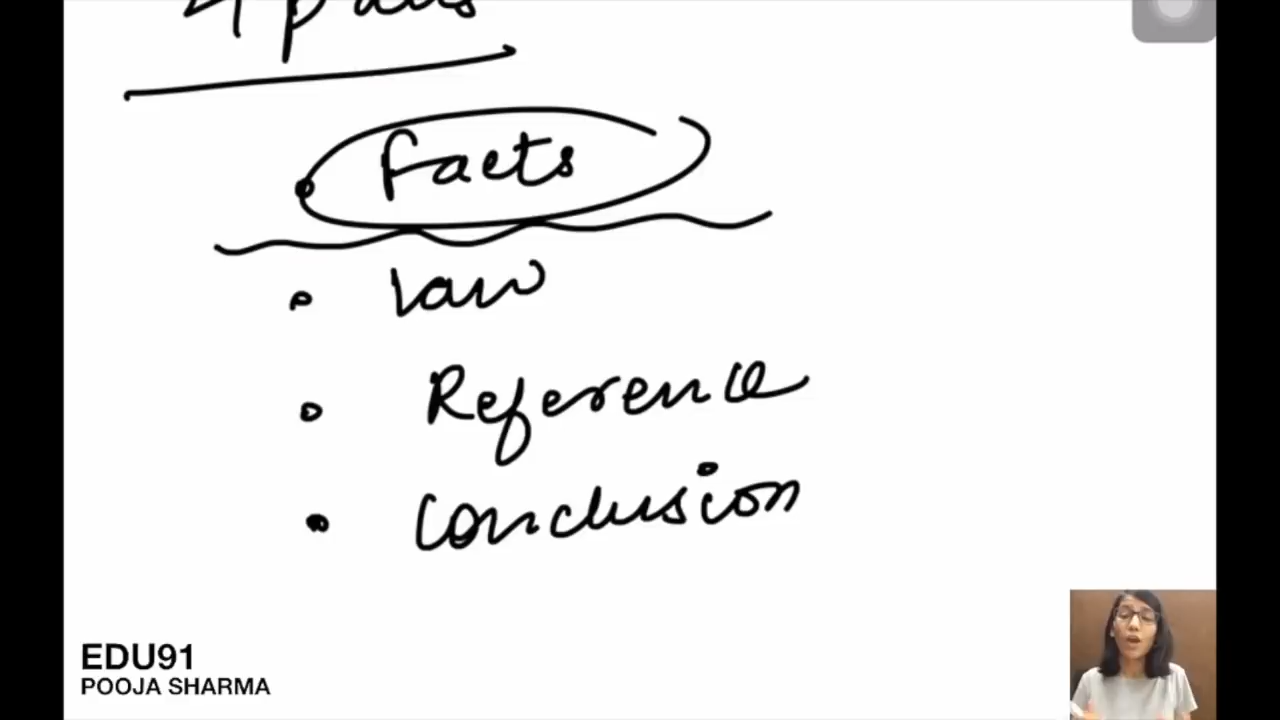 Facts
Law
Reference
Conclusion
EDU91
POOJA SHARMA